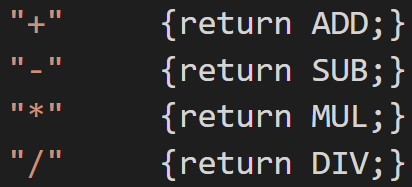 "+"     {return ADD;}
"-"     {return SUB;}
"*"     {return MUL;}
"/"     {return DIV;}